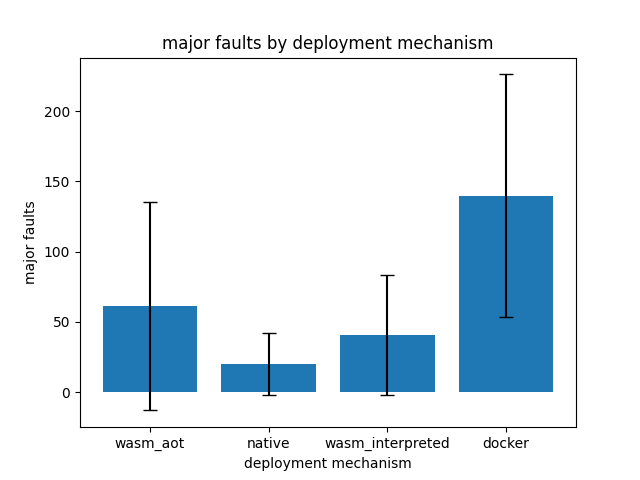 major faults by deployment mechanism
major faults
200
150
100
50
0
wasm_aot native wasm_interpreted docker
deployment mechanism